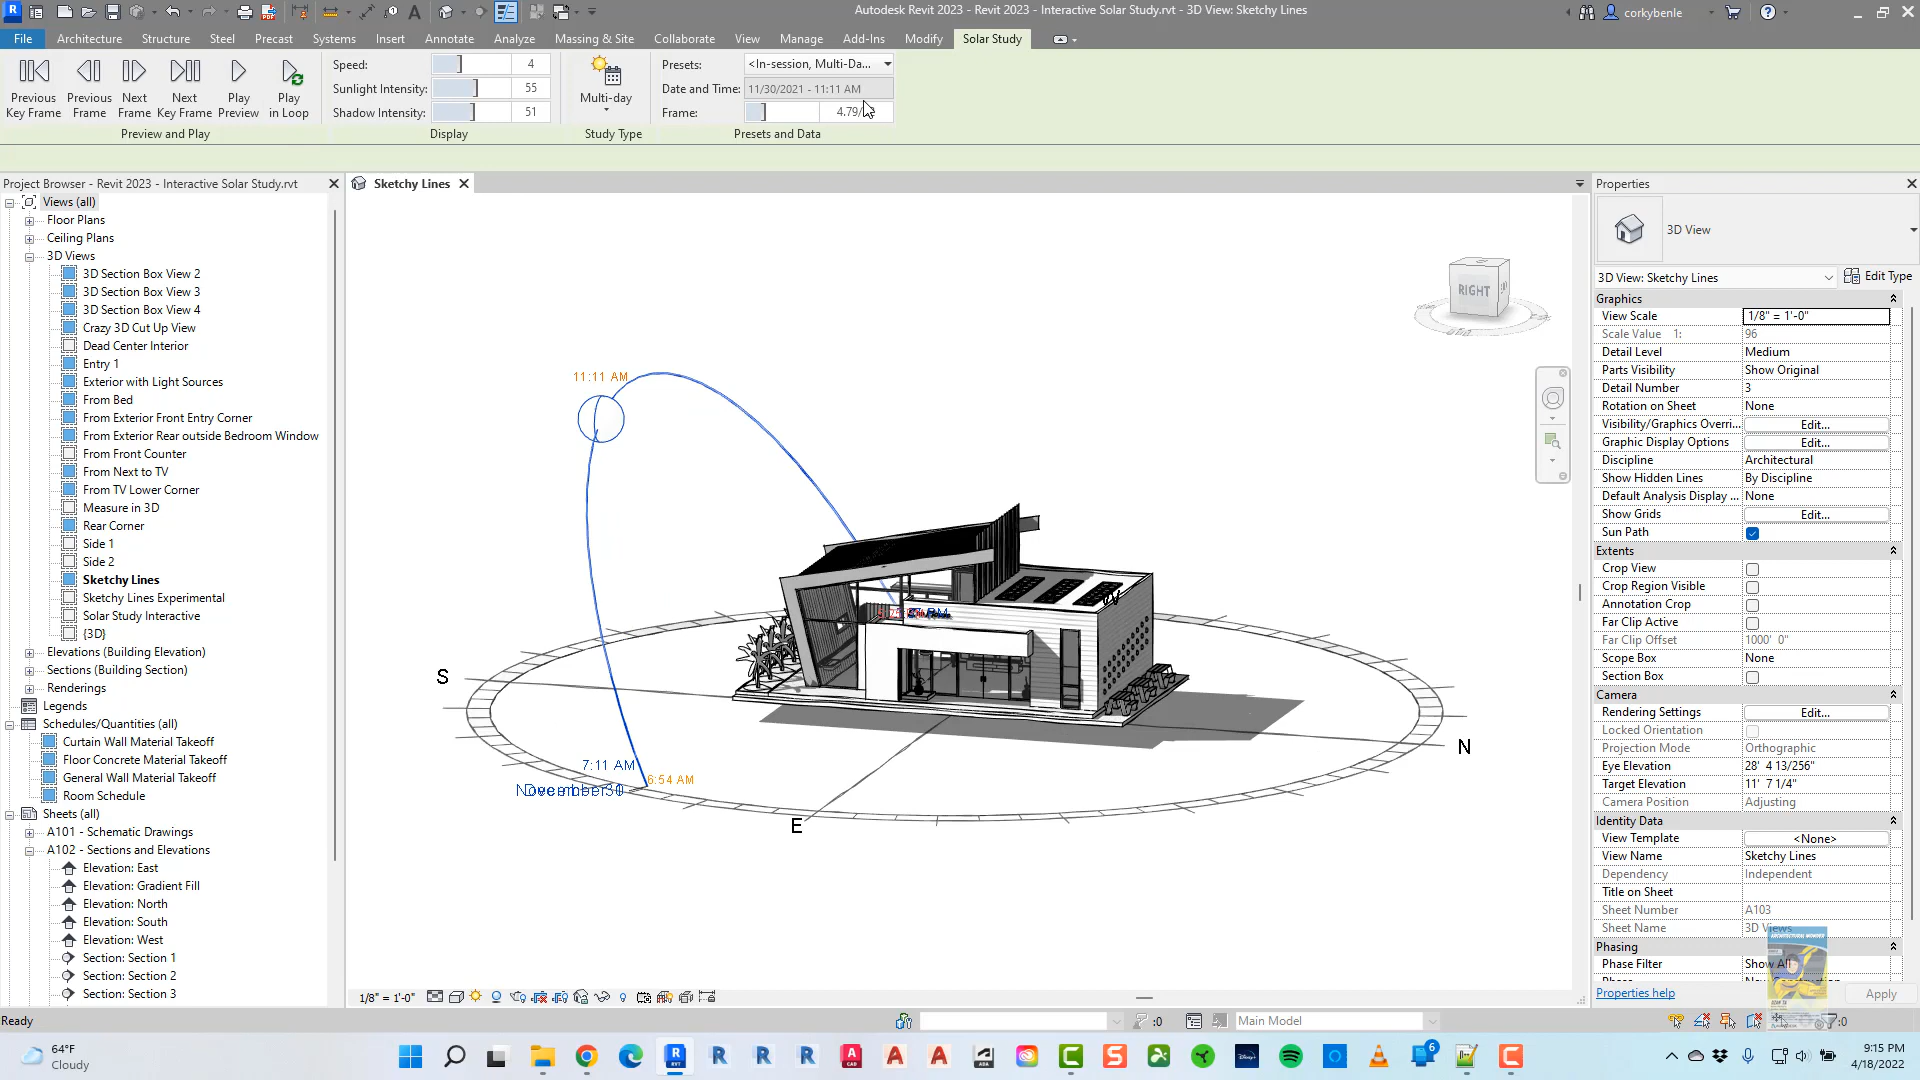 Autodesk Revit 2023 - Revit 2023 - Interactive Solar Study.rvt - 3D View: Sketchy Lines
corkybenle
File Architecture Structure Steel Precast Systems Insert Annotate Analyze Massing & Site Collaborate View Manage Add-Ins Modify Solar Study
Previous Key Frame
Previous Frame
Next Frame
Next Key Frame
Play Preview
Play in Loop
Preview and Play
Speed: 4
Sunlight Intensity: 55
Shadow Intensity: 51
Display
Multi-day
Study Type
Presets: <In-session, Multi-Da...
Date and Time: 11/30/2021 - 11:11 AM
Frame:
Presets and Data
Project Browser - Revit 2023 - Interactive Solar Study.rvt
Views (all)
Floor Plans
Ceiling Plans
3D Views
3D Section Box View 2
3D Section Box View 3
3D Section Box View 4
Crazy 3D Cut Up View
Dead Center Interior
Entry 1
Exterior with Light Sources
From Bed
From Exterior Front Entry Corner
From Exterior Rear outside Bedroom Window
From Front Counter
From Next to TV
From TV Lower Corner
Measure in 3D
Rear Corner
Side 1
Side 2
Sketchy Lines
Sketchy Lines Experimental
Solar Study Interactive
{3D}
Elevations (Building Elevation)
Sections (Building Section)
Renderings
Legends
Schedules/Quantities (all)
Curtain Wall Material Takeoff
Floor Concrete Material Takeoff
General Wall Material Takeoff
Room Schedule
Sheets (all)
A101 - Schematic Drawings
A102 - Sections and Elevations
Elevation: East
Elevation: Gradient Fill
Elevation: North
Elevation: South
Elevation: West
Section: Section 1
Section: Section 2
Section: Section 3
Sketchy Lines
RIGHT
11:11 AM
W
S
N
7:11 AM
6:54 AM
E
1/8" = 1'-0"
Properties
3D View
3D View: Sketchy Lines
Edit Type
Graphics
View Scale 1/8" = 1'-0"
Scale Value 1: 96
Detail Level Medium
Parts Visibility Show Original
Detail Number 3
Rotation on Sheet None
Visibility/Graphics Overri... Edit...
Graphic Display Options Edit...
Discipline Architectural
Show Hidden Lines By Discipline
Default Analysis Display ... None
Show Grids Edit...
Sun Path
Extents
Crop View
Crop Region Visible
Annotation Crop
Far Clip Active
Far Clip Offset 1000' 0"
Scope Box None
Section Box
Camera
Rendering Settings Edit...
Locked Orientation
Projection Mode Orthographic
Eye Elevation 28' 4 13/256"
Target Elevation 11' 7 1/4"
Camera Position Adjusting
Identity Data
View Template <None>
View Name Sketchy Lines
Dependency Independent
Title on Sheet
Sheet Number A103
Sheet Name 3D Views
Phasing
Phase Filter Show All
Properties help
Apply
Ready
:0
Main Model
:0
64°F
Cloudy
6
9:15 PM
4/18/2022